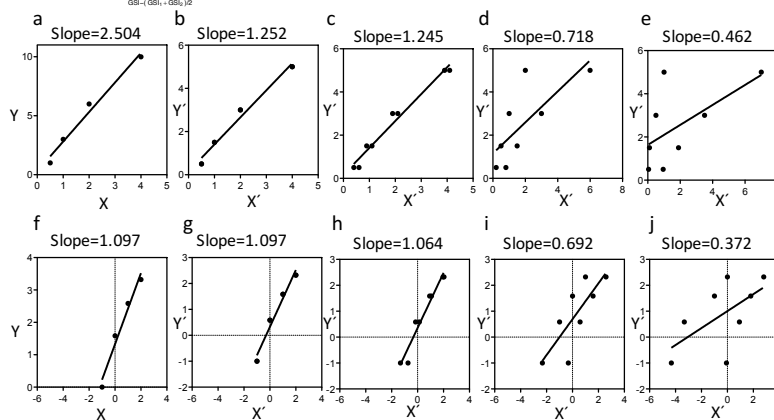 GSI−(GSI₁+GSI₂)/2
a b c d e
Slope=2.504 Slope=1.252 Slope=1.245 Slope=0.718 Slope=0.462
10 6 6 6 6
4 4 4 4
Y Y´ Y´ Y´ Y´
5 2 2 2 2
0 0 0 0 0
0 1 2 3 4 5 0 1 2 3 4 5 0 1 2 3 4 5 0 2 4 6 8 0 2 4 6
X X´ X´ X´ X´
f g h i j
Slope=1.097 Slope=1.097 Slope=1.064 Slope=0.692 Slope=0.372
4 3 3 3 3
3 2 2 2 2
Y Y´ Y´ Y´ Y´
2 1 1 1 1
0 0 0 0
1 -1 -1 -1 -1
0 -2 -2 -2 -2
-6 -4 -2 0 2 4 -6 -4 -2 0 2 4 -6 -4 -2 0 2 4 -6 -4 -2 0 2 4 -6 -4 -2 0 2
X X´ X´ X´ X´